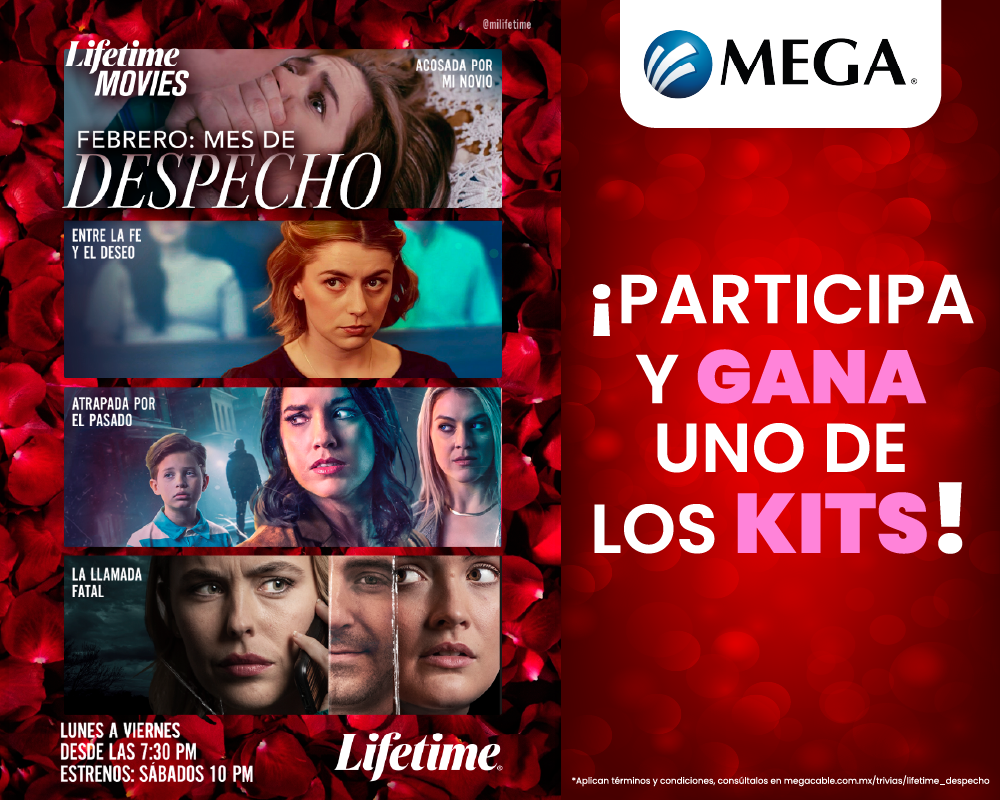 @milifetime
Lifetime
MOVIES
ACOSADA POR
MI NOVIO
FEBRERO: MES DE
DESPECHO
ENTRE LA FE
Y EL DESEO
ATRAPADA POR
EL PASADO
LA LLAMADA
FATAL
LUNES A VIERNES
DESDE LAS 7:30 PM
ESTRENOS: SÁBADOS 10 PM
Lifetime®
MEGA®
¡PARTICIPA
Y GANA
UNO DE
LOS KITS!
*Aplican términos y condiciones, consúltalos en megacable.com.mx/trivias/lifetime_despecho